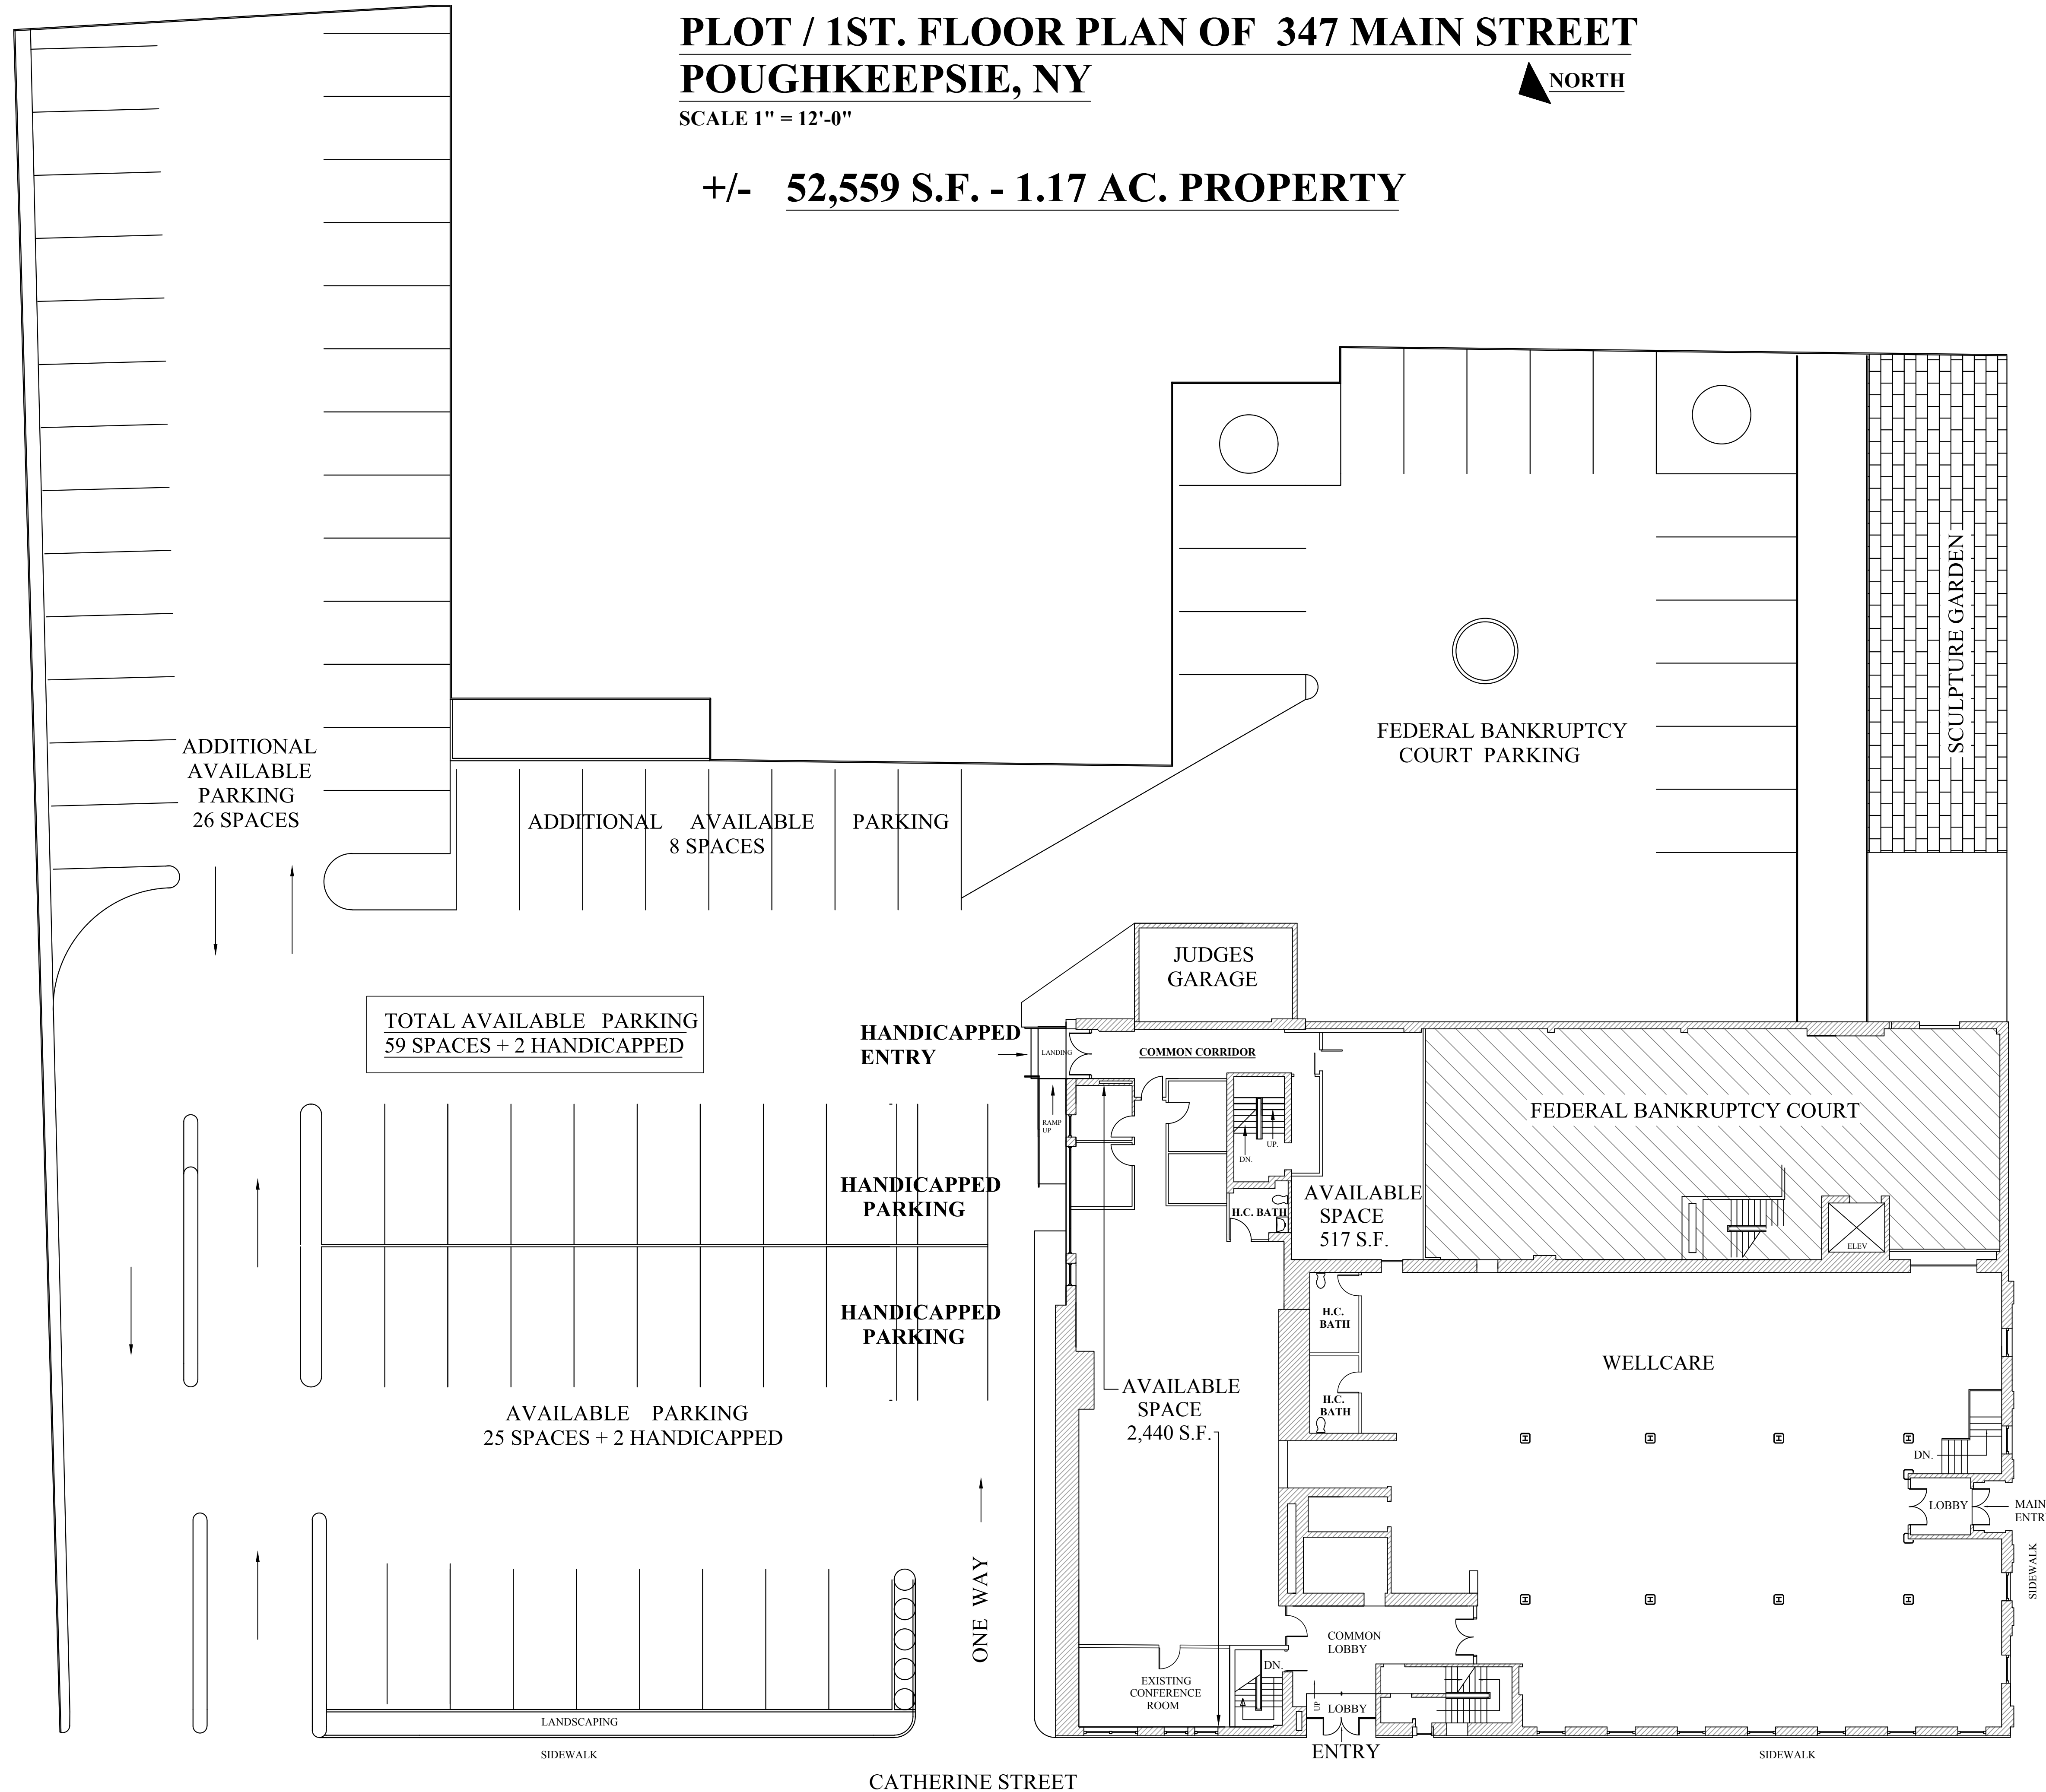 PLOT / 1ST. FLOOR PLAN OF 347 MAIN STREET
POUGHKEEPSIE, NY
NORTH
SCALE 1" = 12'-0"
+/- 52,559 S.F. - 1.17 AC. PROPERTY
SCULPTURE GARDEN
FEDERAL BANKRUPTCY
COURT PARKING
ADDITIONAL
AVAILABLE
PARKING
26 SPACES
ADDITIONAL AVAILABLE PARKING
8 SPACES
JUDGES
GARAGE
TOTAL AVAILABLE PARKING
59 SPACES + 2 HANDICAPPED
HANDICAPPED
ENTRY
LANDING
COMMON CORRIDOR
RAMP
UP
UP.
DN.
FEDERAL BANKRUPTCY COURT
HANDICAPPED
PARKING
H.C. BATH
AVAILABLE
SPACE
517 S.F.
ELEV
HANDICAPPED
PARKING
H.C.
BATH
WELLCARE
AVAILABLE
SPACE
2,440 S.F.
H.C.
BATH
AVAILABLE PARKING
25 SPACES + 2 HANDICAPPED
DN.
LOBBY
MAIN
ENTR
SIDEWALK
ONE WAY
COMMON
LOBBY
DN.
EXISTING
CONFERENCE
ROOM
UP
LOBBY
LANDSCAPING
ENTRY
SIDEWALK
SIDEWALK
CATHERINE STREET